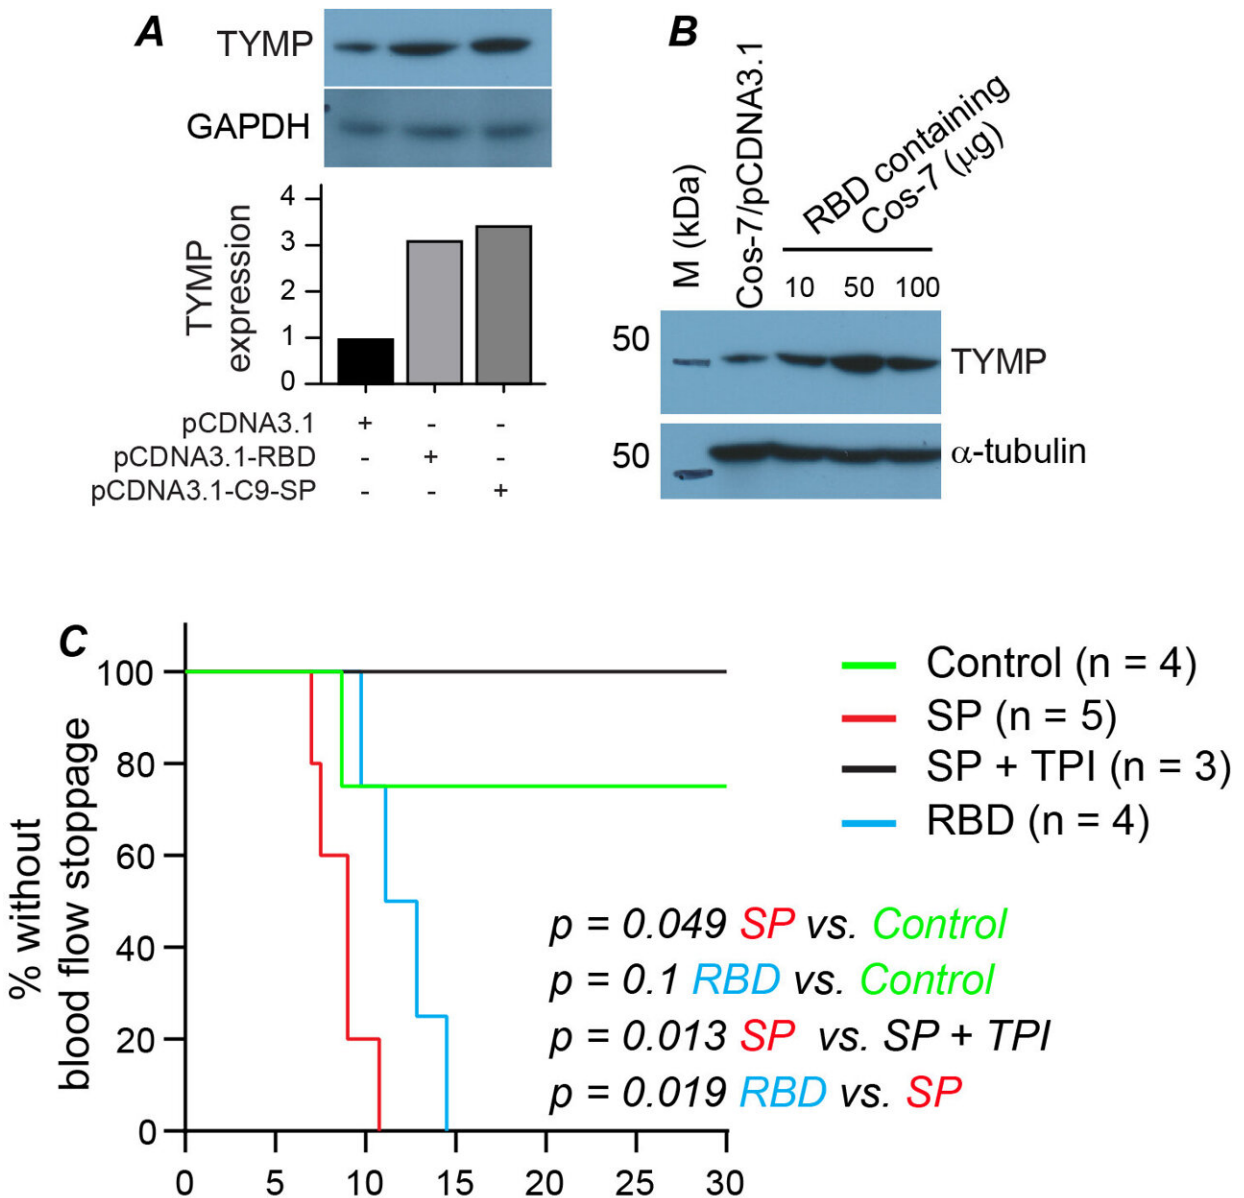 A
TYMP
GAPDH
TYMP
expression
4
3
2
1
0
pCDNA3.1 + - -
pCDNA3.1-RBD - + -
pCDNA3.1-C9-SP - - +
B
M (kDa)
Cos-7/pCDNA3.1
RBD containing
Cos-7 (μg)
10 50 100
50
TYMP
50
α-tubulin
C
% without
blood flow stoppage
100
80
60
40
20
0
0 5 10 15 20 25 30
Control (n = 4)
SP (n = 5)
SP + TPI (n = 3)
RBD (n = 4)
p = 0.049 SP vs. Control
p = 0.1 RBD vs. Control
p = 0.013 SP vs. SP + TPI
p = 0.019 RBD vs. SP